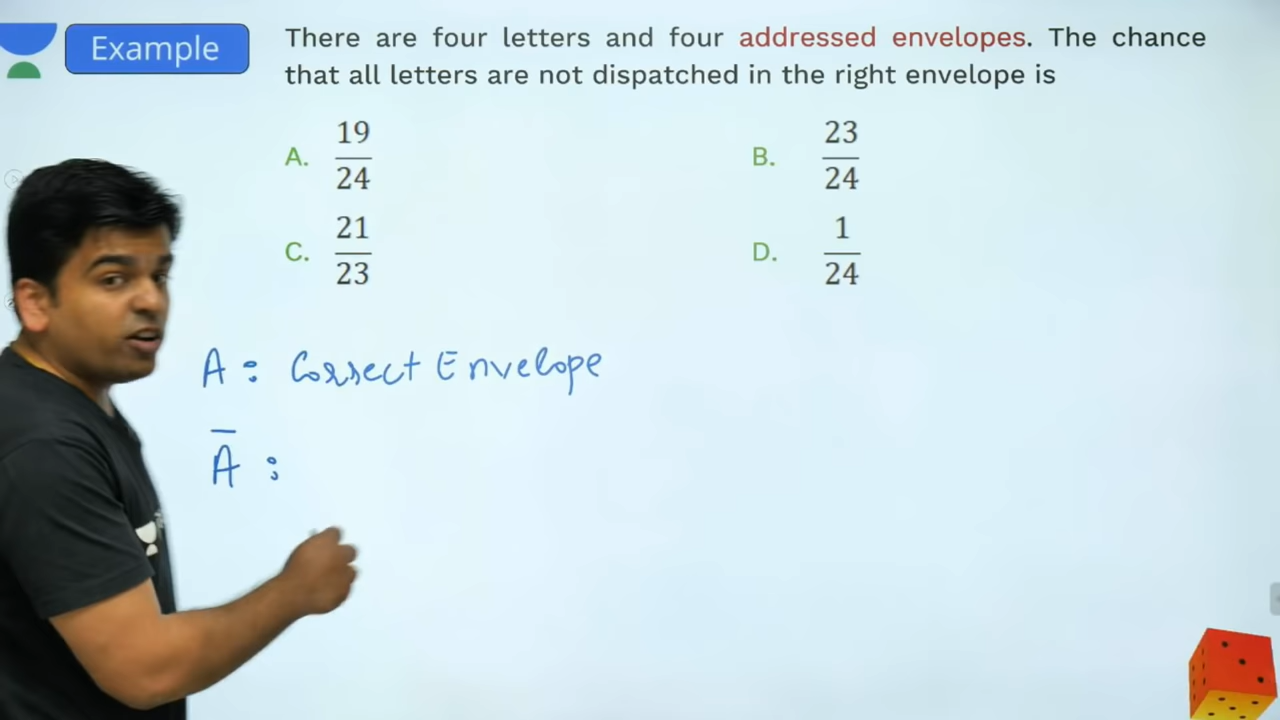 Example
There are four letters and four addressed envelopes. The chance
that all letters are not dispatched in the right envelope is
A. 19/24
B. 23/24
C. 21/23
D. 1/24
A : Correct Envelope
Ā :